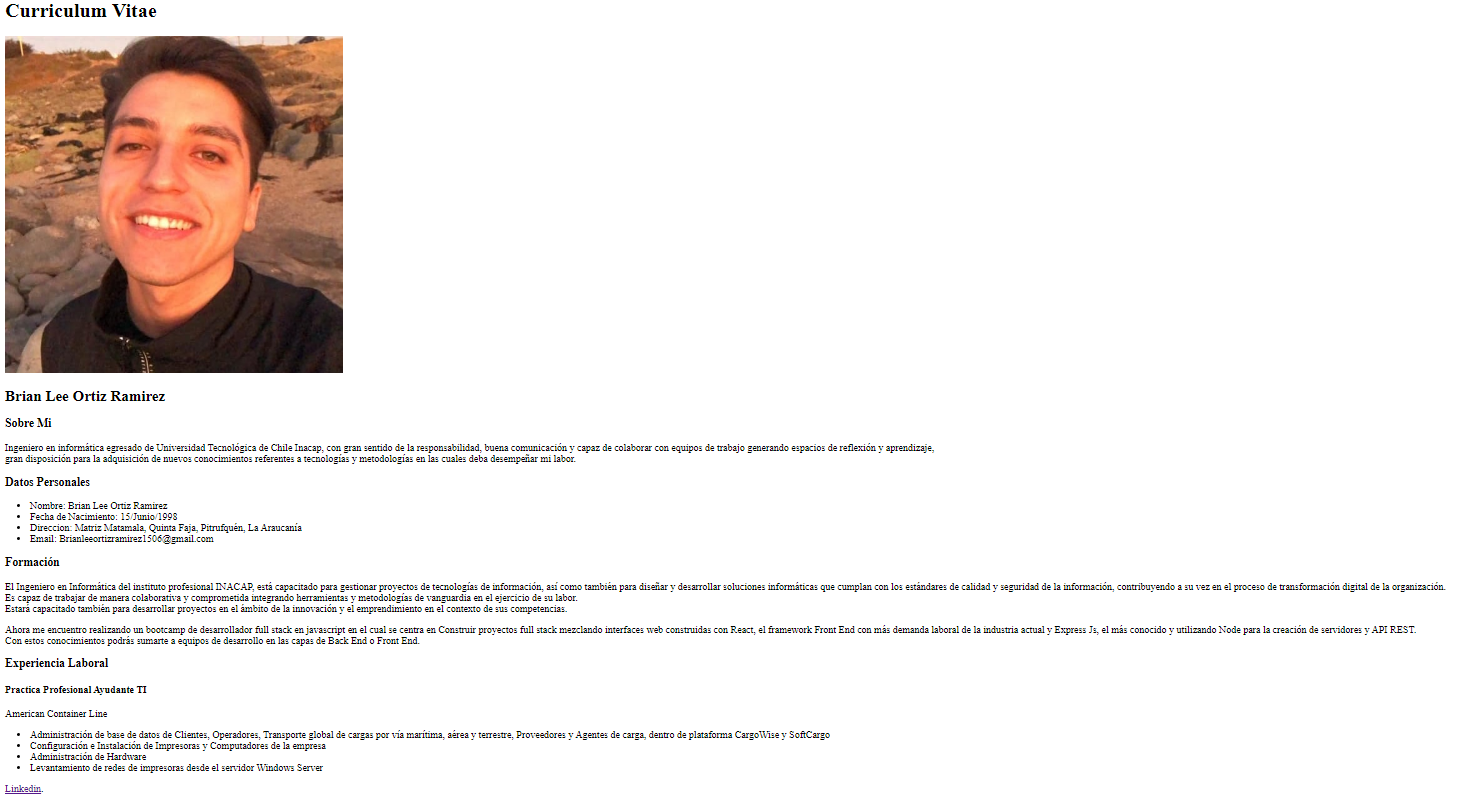 Curriculum Vitae
Brian Lee Ortiz Ramirez
Sobre Mi
Ingeniero en informática egresado de Universidad Tecnológica de Chile Inacap, con gran sentido de la responsabilidad, buena comunicación y capaz de colaborar con equipos de trabajo generando espacios de reflexión y aprendizaje,
gran disposición para la adquisición de nuevos conocimientos referentes a tecnologías y metodologías en las cuales deba desempeñar mi labor.
Datos Personales
• Nombre: Brian Lee Ortiz Ramirez
• Fecha de Nacimiento: 15/Junio/1998
• Direccion: Matriz Matamala, Quinta Faja, Pitrufquén, La Araucanía
• Email: Brianleeortizramirez1506@gmail.com
Formación
El Ingeniero en Informática del instituto profesional INACAP, está capacitado para gestionar proyectos de tecnologías de información, así como también para diseñar y desarrollar soluciones informáticas que cumplan con los estándares de calidad y seguridad de la información, contribuyendo a su vez en el proceso de transformación digital de la organización.
Es capaz de trabajar de manera colaborativa y comprometida integrando herramientas y metodologías de vanguardia en el ejercicio de su labor.
Estará capacitado también para desarrollar proyectos en el ámbito de la innovación y el emprendimiento en el contexto de sus competencias.
Ahora me encuentro realizando un bootcamp de desarrollador full stack en javascript en el cual se centra en Construir proyectos full stack mezclando interfaces web construidas con React, el framework Front End con más demanda laboral de la industria actual y Express Js, el más conocido y utilizando Node para la creación de servidores y API REST.
Con estos conocimientos podrás sumarte a equipos de desarrollo en las capas de Back End o Front End.
Experiencia Laboral
Practica Profesional Ayudante TI
American Container Line
• Administración de base de datos de Clientes, Operadores, Transporte global de cargas por vía marítima, aérea y terrestre, Proveedores y Agentes de carga, dentro de plataforma CargoWise y SoftCargo
• Configuración e Instalación de Impresoras y Computadores de la empresa
• Administración de Hardware
• Levantamiento de redes de impresoras desde el servidor Windows Server
Linkedin.